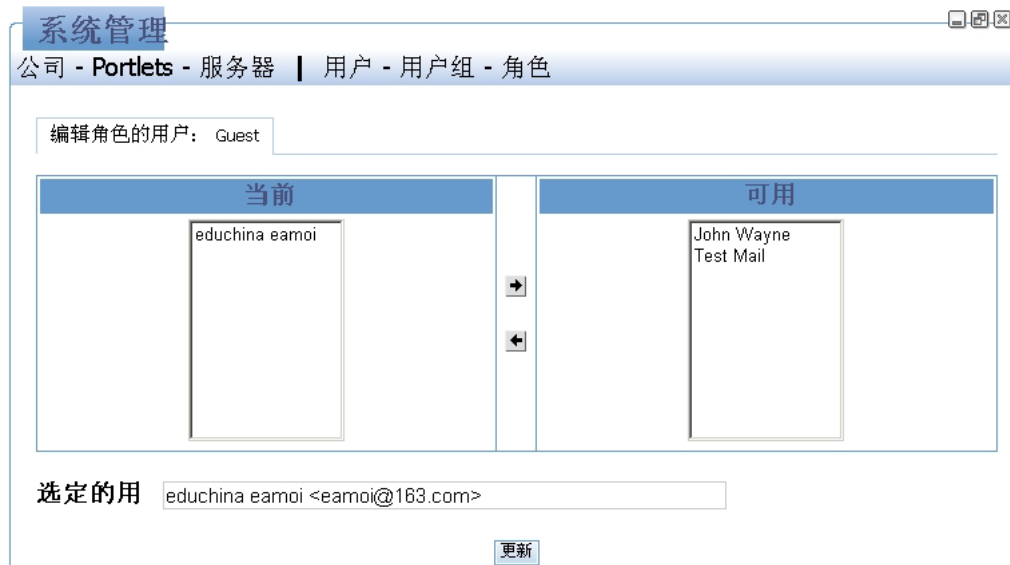 系统管理
公司 - Portlets - 服务器 | 用户 - 用户组 - 角色
编辑角色的用户： Guest
当前
可用
educhina eamoi
John Wayne
Test Mail
选定的用 educhina eamoi <eamoi@163.com>
更新